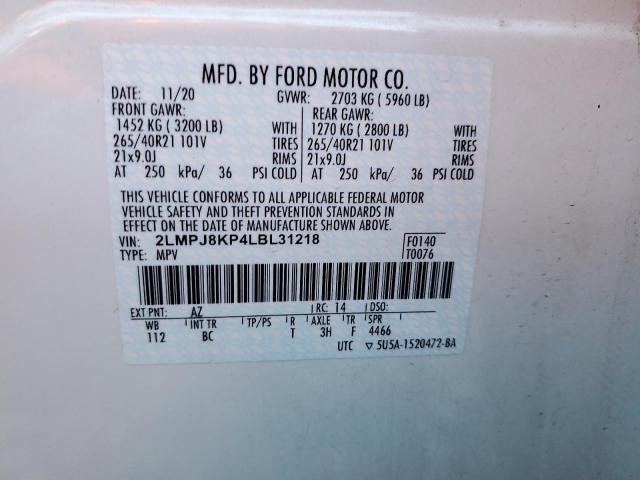 MFD. BY FORD MOTOR CO.
DATE: 11/20 GVWR: 2703 KG ( 5960 LB)
FRONT GAWR: REAR GAWR:
1452 KG ( 3200 LB) WITH 1270 KG ( 2800 LB) WITH
265/40R21 101V TIRES 265/40R21 101V TIRES
21x9.0J RIMS 21x9.0J RIMS
AT 250 kPa/ 36 PSI COLD AT 250 kPa/ 36 PSI COLD
THIS VEHICLE CONFORMS TO ALL APPLICABLE FEDERAL MOTOR
VEHICLE SAFETY AND THEFT PREVENTION STANDARDS IN
EFFECT ON THE DATE OF MANUFACTURE SHOWN ABOVE.
VIN: 2LMPJ8KP4LBL31218 F0140
TYPE: MPV T0076
EXT PNT: AZ RC: 14 DSO:
WB INT TR TP/PS R AXLE TR SPR
112 BC T 3H F 4466
UTC 5U5A-1520472-BA